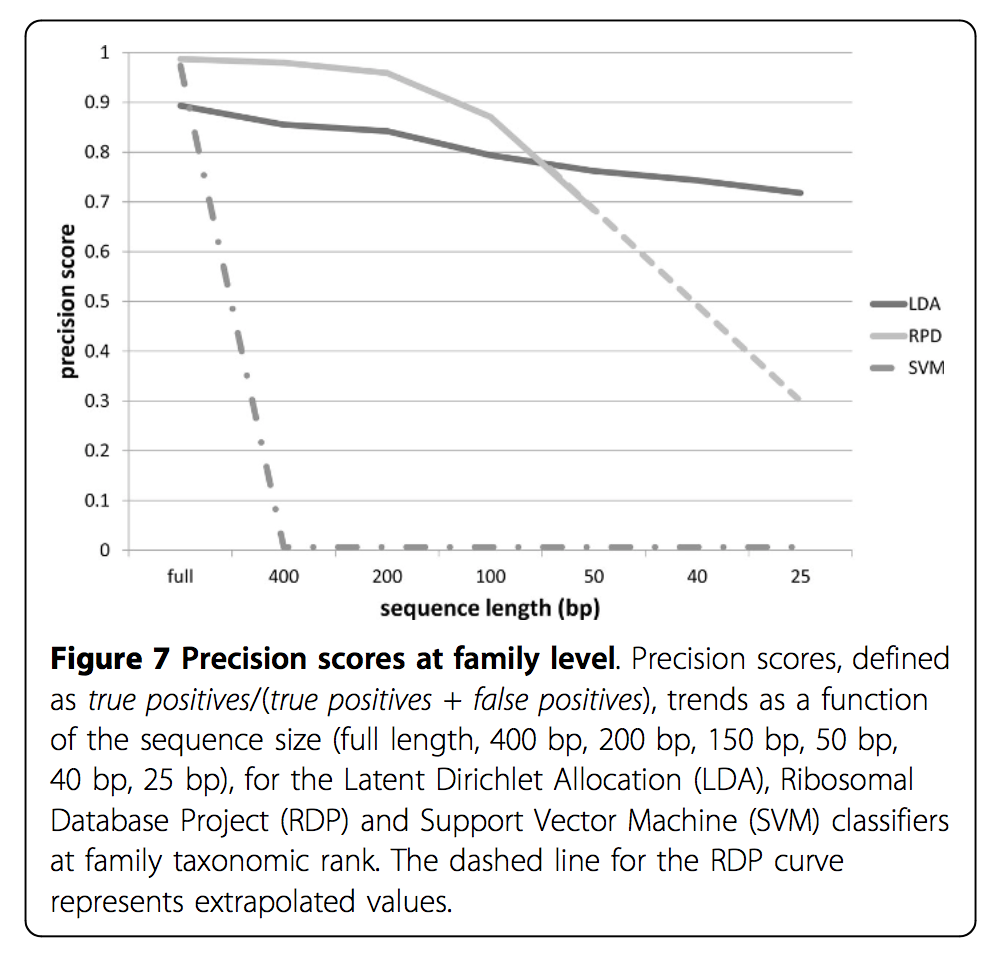 1
0.9
0.8
0.7
0.6
0.5
0.4
0.3
0.2
0.1
0
precision score
full 400 200 100 50 40 25
sequence length (bp)
LDA
RPD
SVM
Figure 7 Precision scores at family level. Precision scores, defined
as true positives/(true positives + false positives), trends as a function
of the sequence size (full length, 400 bp, 200 bp, 150 bp, 50 bp,
40 bp, 25 bp), for the Latent Dirichlet Allocation (LDA), Ribosomal
Database Project (RDP) and Support Vector Machine (SVM) classifiers
at family taxonomic rank. The dashed line for the RDP curve
represents extrapolated values.